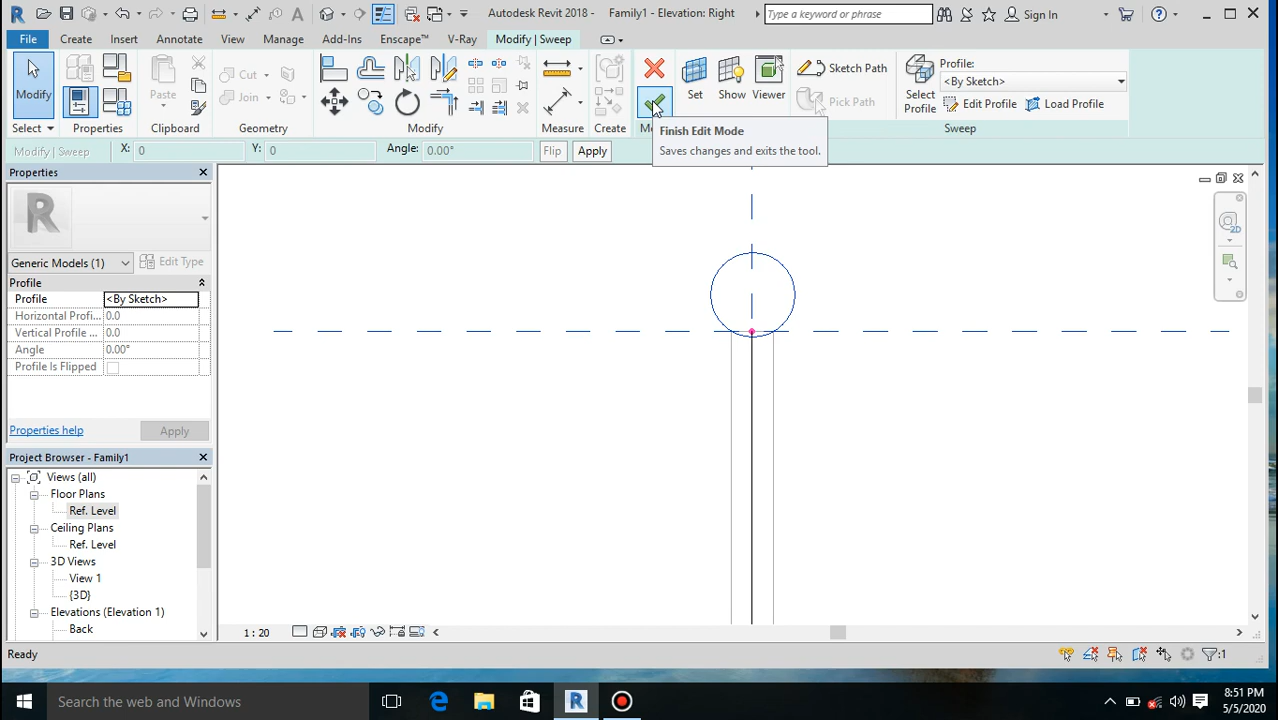 Autodesk Revit 2018 - Family1 - Elevation: Right
Type a keyword or phrase
Sign In
File Create Insert Annotate View Manage Add-Ins Enscape™ V-Ray Modify | Sweep
Modify
Select
Properties
Paste
Clipboard
Cut
Join
Geometry
Modify
Measure
Create
Set
Show
Viewer
Sketch Path
Pick Path
Select
Profile
Profile:
<By Sketch>
Edit Profile
Load Profile
Sweep
Finish Edit Mode
Saves changes and exits the tool.
Modify | Sweep
X: 0
Y: 0
Angle: 0.00°
Flip
Apply
Properties
Generic Models (1)
Edit Type
Profile
Profile <By Sketch>
Horizontal Profi... 0.0
Vertical Profile ... 0.0
Angle 0.00°
Profile Is Flipped
Properties help
Apply
Project Browser - Family1
Views (all)
Floor Plans
Ref. Level
Ceiling Plans
Ref. Level
3D Views
View 1
{3D}
Elevations (Elevation 1)
Back
2D
1 : 20
Ready
:1
Search the web and Windows
8:51 PM
5/5/2020